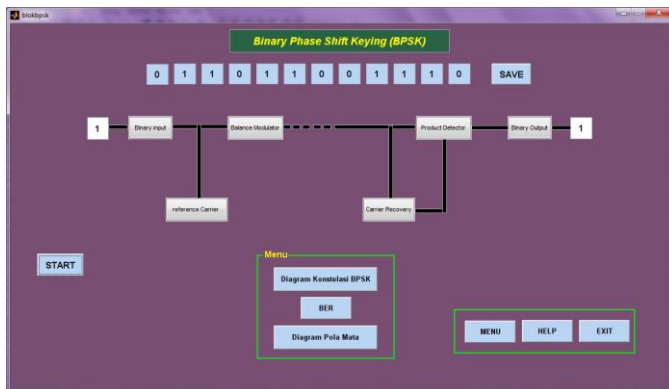 blokbpsk
Binary Phase Shift Keying (BPSK)
0 1 1 0 1 1 0 0 1 1 1 0 SAVE
1 Binary input Balance Modulator Product Detector Binary Output 1
reference Carrier Carrier Recovery
START
Menu
Diagram Konstelasi BPSK
BER
Diagram Pola Mata
MENU HELP EXIT